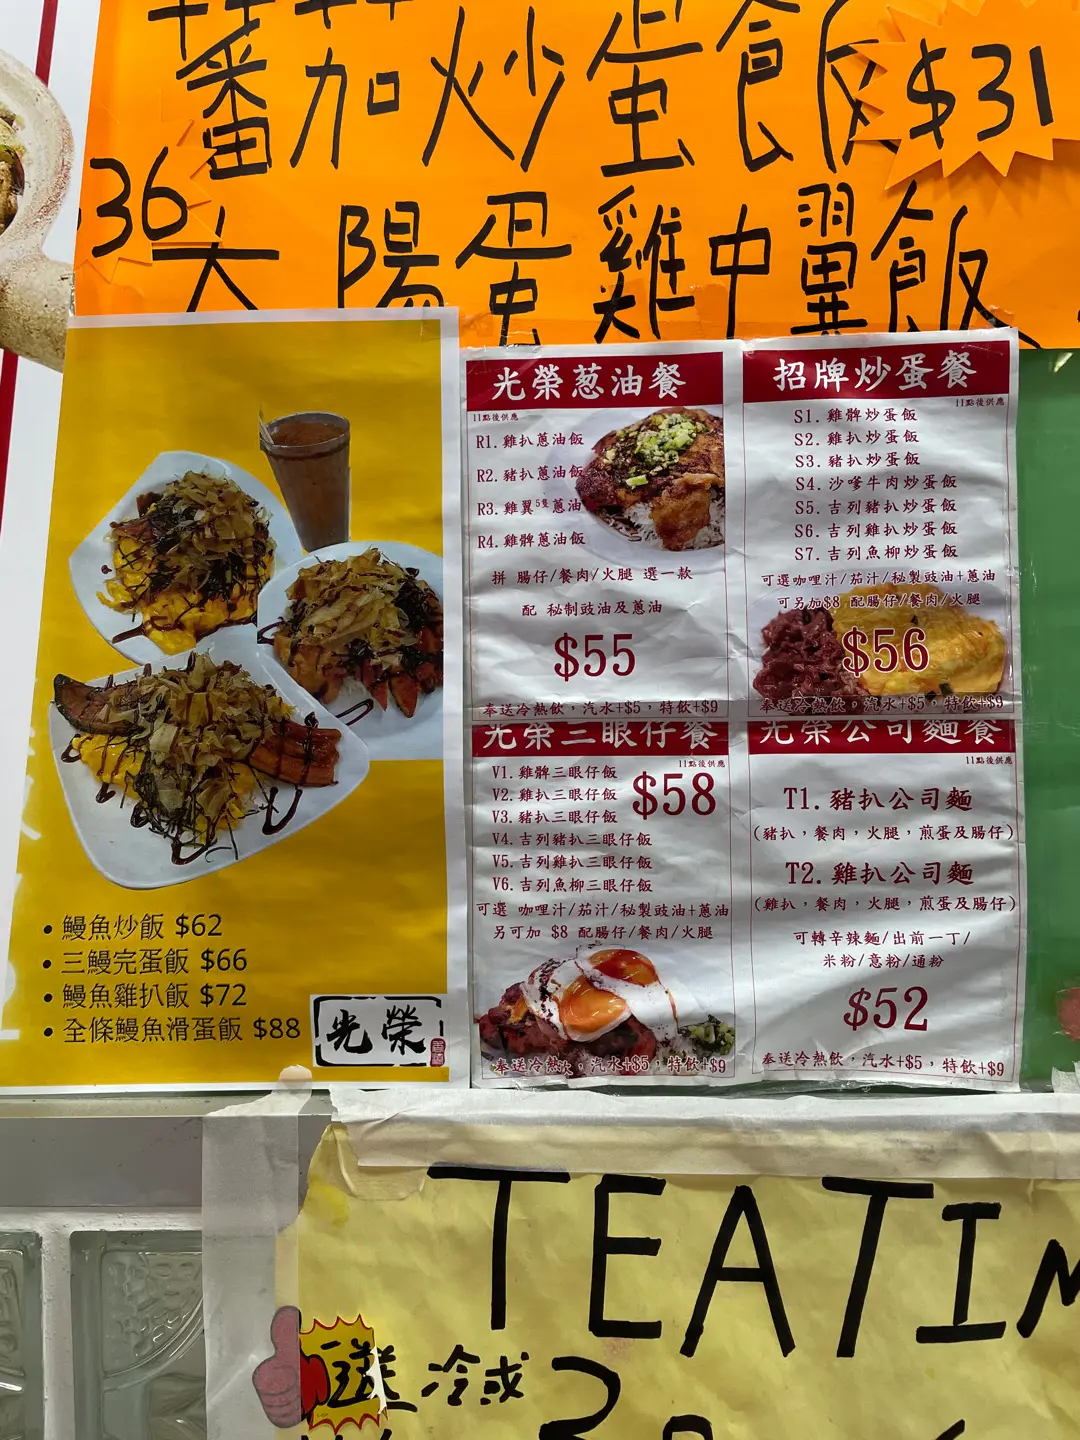 蕃茄炒蛋飯 $31
36
太陽蛋雞中翼飯
• 鰻魚炒飯 $62
• 三鰻完蛋飯 $66
• 鰻魚雞扒飯 $72
• 全條鰻魚滑蛋飯 $88
光榮
光榮葱油餐
11點後供應
R1. 雞扒蔥油飯
R2. 豬扒蔥油飯
R3. 雞翼5隻蔥油
R4. 雞髀蔥油飯
拼 腸仔/餐肉/火腿 選一款
配 秘制豉油及蔥油
$55
奉送冷熱飲，汽水+$5，特飲+$9
招牌炒蛋餐
11點後供應
S1. 雞髀炒蛋飯
S2. 雞扒炒蛋飯
S3. 豬扒炒蛋飯
S4. 沙嗲牛肉炒蛋飯
S5. 吉列豬扒炒蛋飯
S6. 吉列雞扒炒蛋飯
S7. 吉列魚柳炒蛋飯
可選咖哩汁/茄汁/秘製豉油+蔥油
可另加$8 配腸仔/餐肉/火腿
$56
奉送冷熱飲，汽水+$5，特飲+$9
光榮三眼仔餐
11點後供應
V1. 雞髀三眼仔飯
V2. 雞扒三眼仔飯
V3. 豬扒三眼仔飯
$58
V4. 吉列豬扒三眼仔飯
V5. 吉列雞扒三眼仔飯
V6. 吉列魚柳三眼仔飯
可選 咖哩汁/茄汁/秘製豉油+蔥油
另可加 $8 配腸仔/餐肉/火腿
奉送冷熱飲，汽水+$5，特飲+$9
光榮公司麵餐
11點後供應
T1. 豬扒公司麵
(豬扒，餐肉，火腿，煎蛋及腸仔)
T2. 雞扒公司麵
(雞扒，餐肉，火腿，煎蛋及腸仔)
可轉辛辣麵/出前一丁/
米粉/意粉/通粉
$52
奉送冷熱飲，汽水+$5，特飲+$9
TEATIM
送 冷或